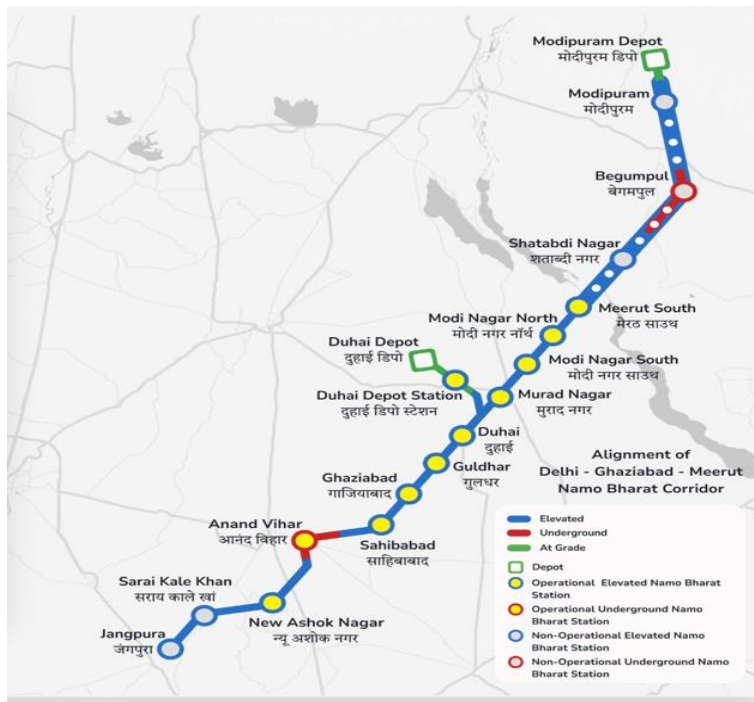 Modipuram Depot
मोदीपुरम डिपो
Modipuram
मोदीपुरम
Begumpul
बेगमपुल
Shatabdi Nagar
शताब्दी नगर
Meerut South
मेरठ साउथ
Modi Nagar North
मोदी नगर नॉर्थ
Modi Nagar South
मोदी नगर साउथ
Duhai Depot
दुहाई डिपो
Duhai Depot Station
दुहाई डिपो स्टेशन
Murad Nagar
मुराद नगर
Duhai
दुहाई
Guldhar
गुलधर
Ghaziabad
गाजियाबाद
Sahibabad
साहिबाबाद
Anand Vihar
आनंद विहार
New Ashok Nagar
न्यू अशोक नगर
Sarai Kale Khan
सराय काले खां
Jangpura
जंगपुरा
Alignment of
Delhi - Ghaziabad - Meerut
Namo Bharat Corridor
Elevated
Underground
At Grade
Depot
Operational Elevated Namo Bharat
Station
Operational Underground Namo
Bharat Station
Non-Operational Elevated Namo
Bharat Station
Non-Operational Underground Namo
Bharat Station